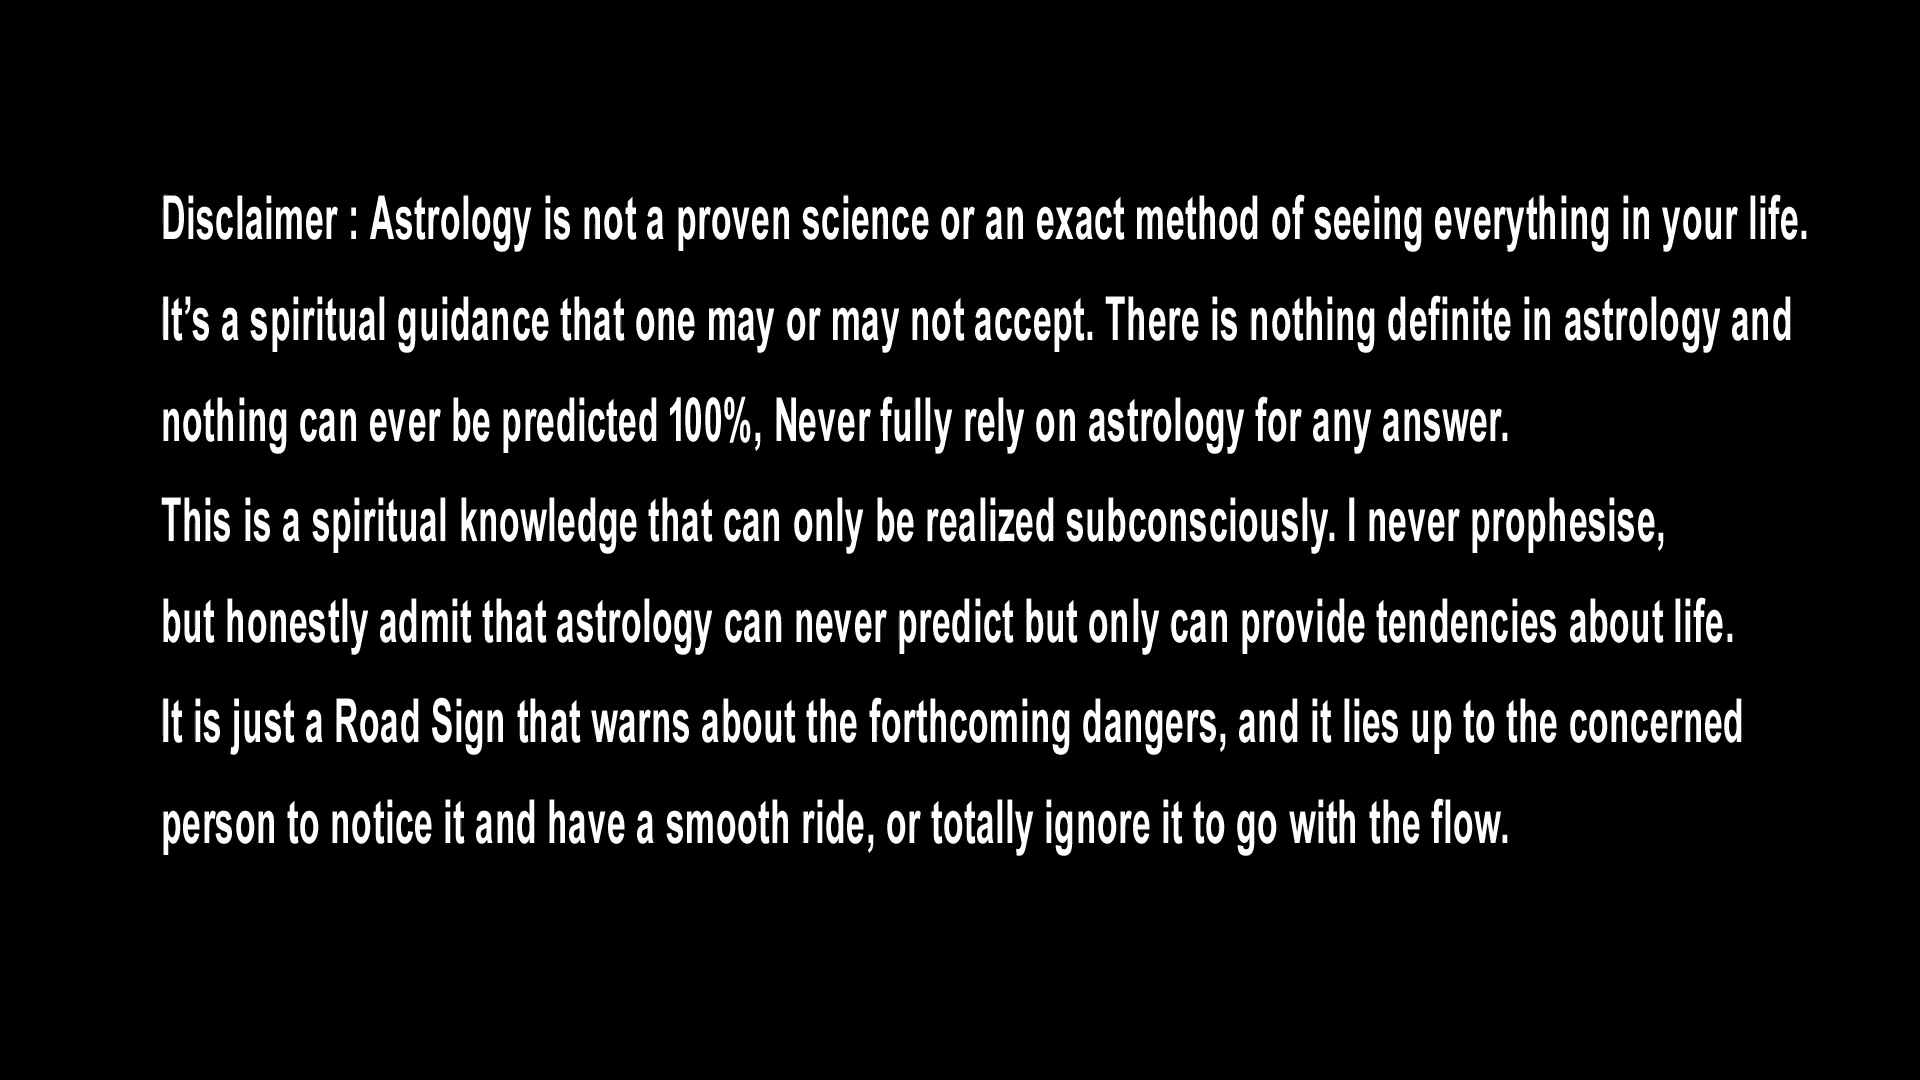 Disclaimer : Astrology is not a proven science or an exact method of seeing everything in your life.
It’s a spiritual guidance that one may or may not accept. There is nothing definite in astrology and
nothing can ever be predicted 100%, Never fully rely on astrology for any answer.
This is a spiritual knowledge that can only be realized subconsciously. I never prophesise,
but honestly admit that astrology can never predict but only can provide tendencies about life.
It is just a Road Sign that warns about the forthcoming dangers, and it lies up to the concerned
person to notice it and have a smooth ride, or totally ignore it to go with the flow.